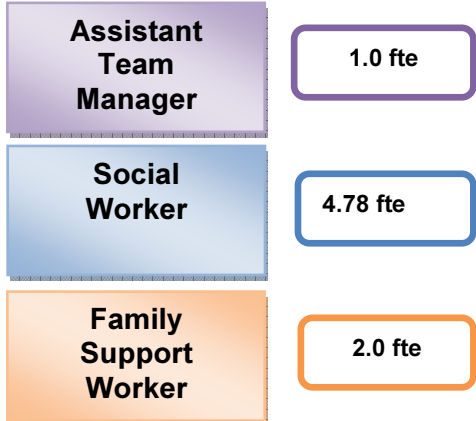 Assistant
Team
Manager
1.0 fte
Social
Worker
4.78 fte
Family
Support
Worker
2.0 fte